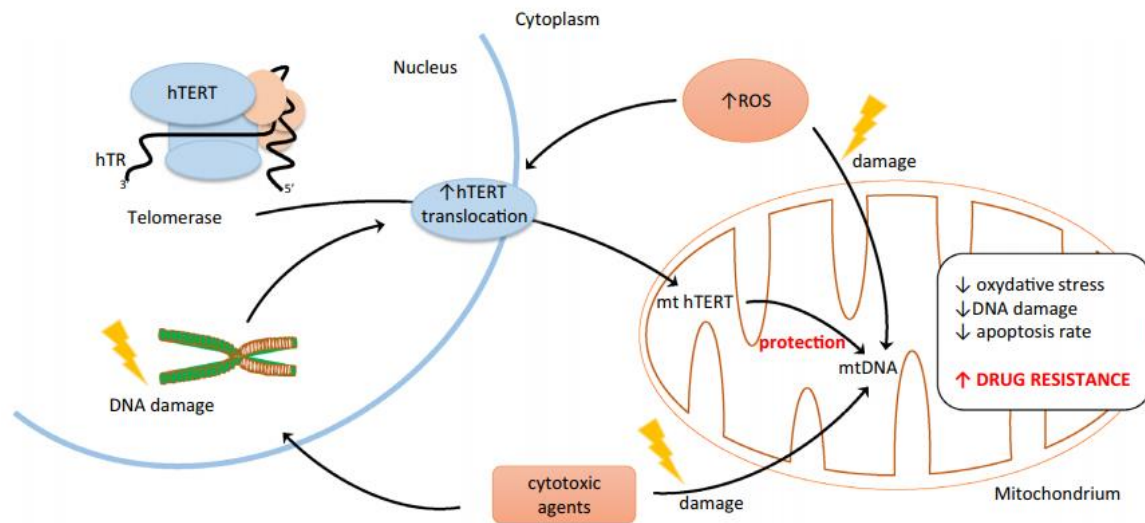 Cytoplasm
Nucleus
hTERT
hTR
3'
5'
Telomerase
↑ROS
damage
↑hTERT
translocation
mt hTERT
protection
mtDNA
↓ oxydative stress
↓DNA damage
↓ apoptosis rate
↑ DRUG RESISTANCE
DNA damage
cytotoxic
agents
damage
Mitochondrium